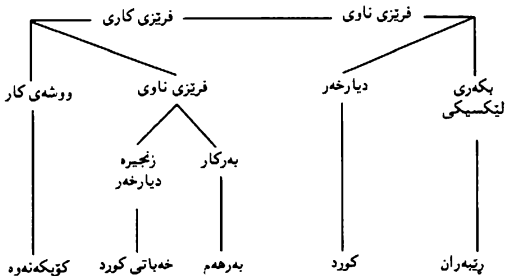 فرێزی ناوی فرێزی کاری
بکەری دیارخەر فرێزی ناوی ووشەی کار
لێکسیکی
بەرکار زنجیرە
دیارخەر
ڕێبەران کورد بەرهەم خەباتی کورد کۆبکەنەوە